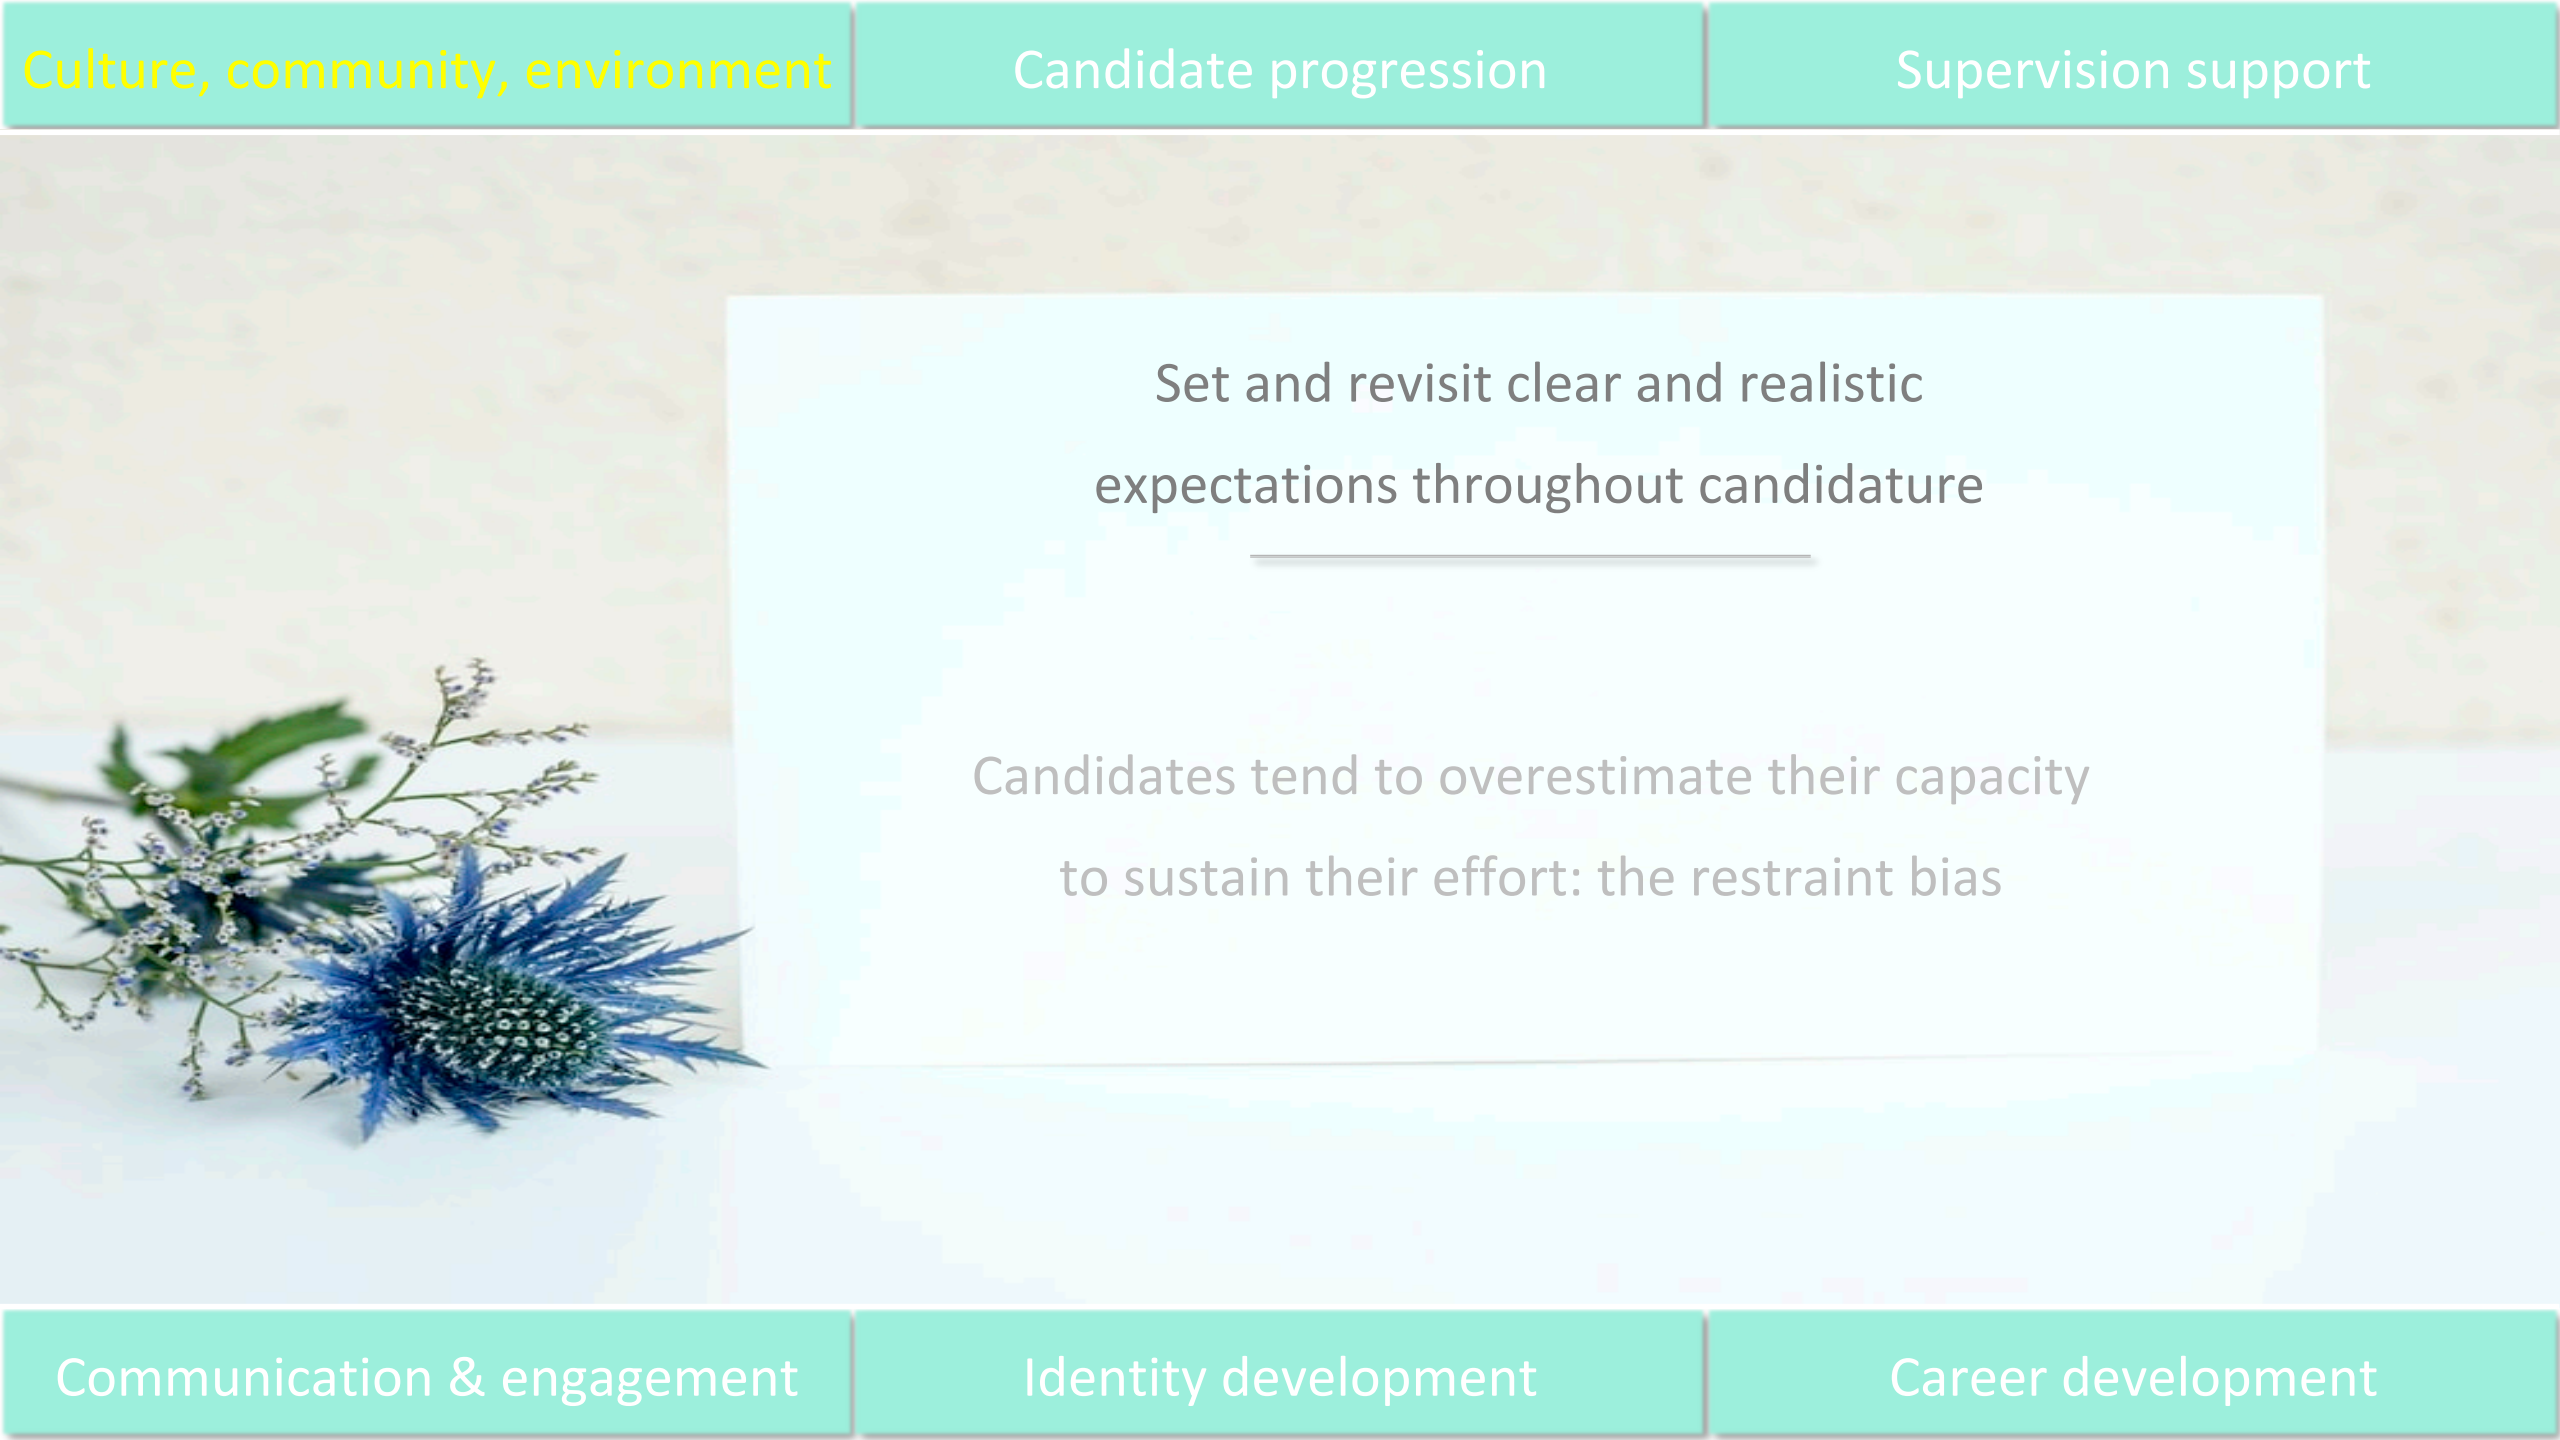 Culture, community, environment
Candidate progression
Supervision support
Set and revisit clear and realistic
expectations throughout candidature
Candidates tend to overestimate their capacity
to sustain their effort: the restraint bias
Communication & engagement
Identity development
Career development